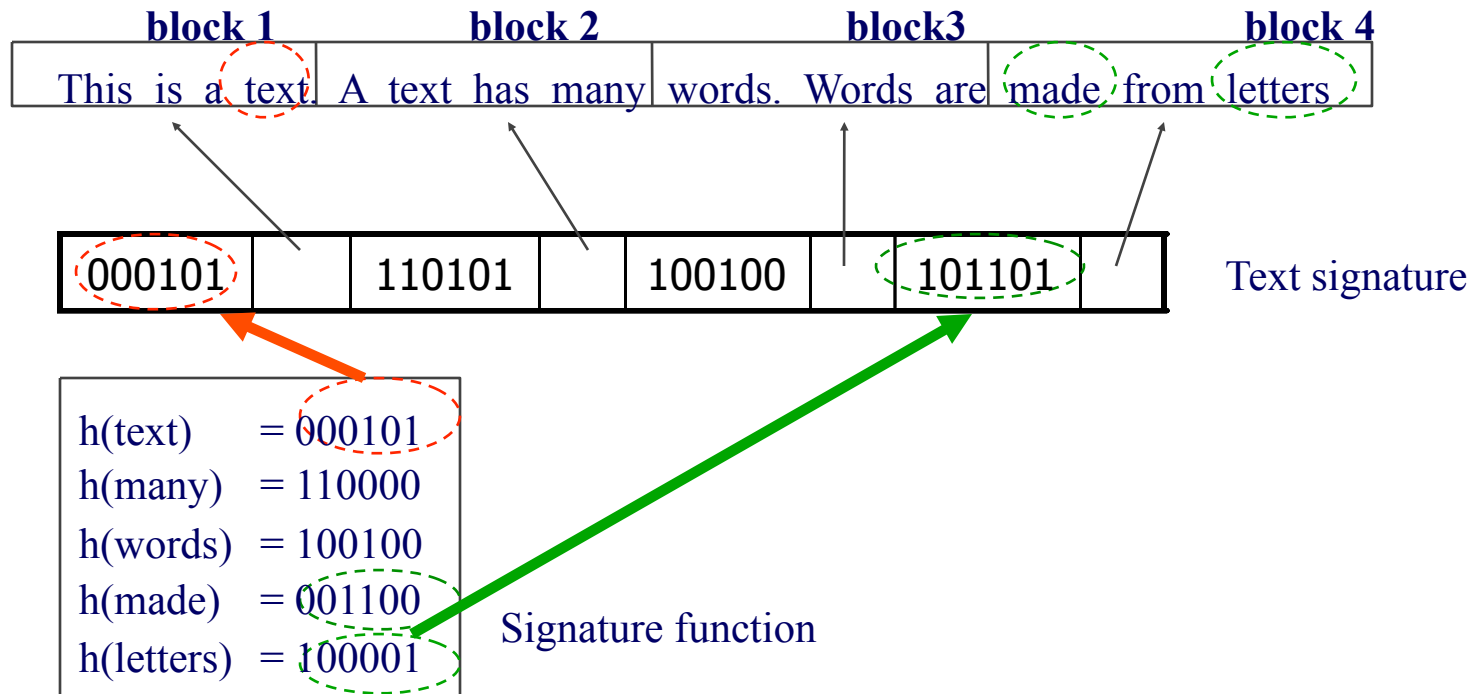 block 1 block 2 block3 block 4
This is a text. A text has many words. Words are made from letters
000101 110101 100100 101101 Text signature
h(text) = 000101
h(many) = 110000
h(words) = 100100
h(made) = 001100
Signature function
h(letters) = 100001